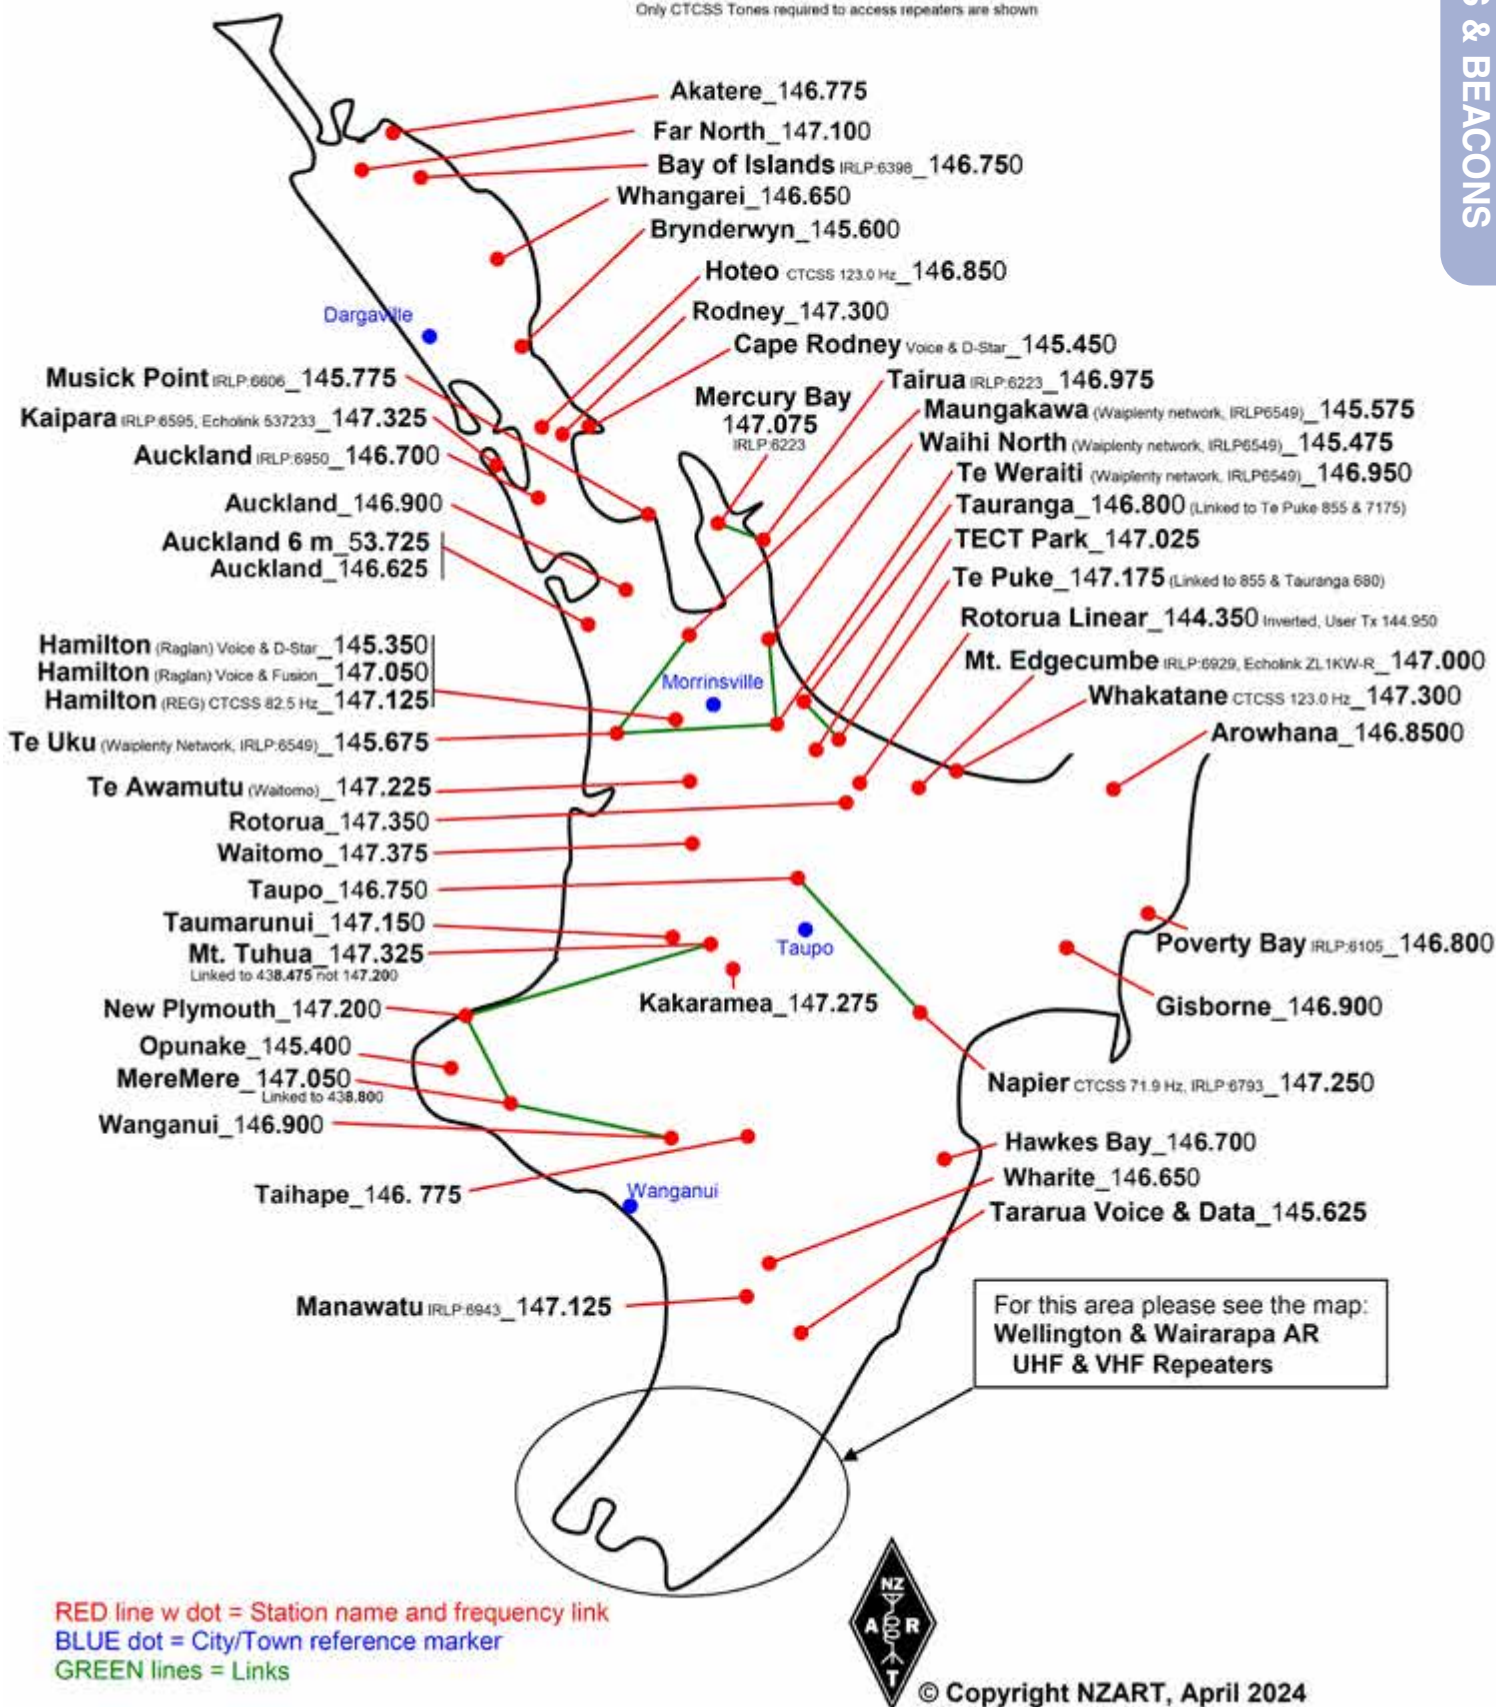 Only CTCSS Tones required to access repeaters are shown
S & BEACONS
Akatere_146.775
Far North_147.100
Bay of Islands IRLP:6398_146.750
Whangarei_146.650
Brynderwyn_145.600
Hoteo CTCSS 123.0 Hz_146.850
Rodney_147.300
Cape Rodney Voice & D-Star_145.450
Dargaville
Musick Point IRLP:6606_145.775
Kaipara IRLP:6595, Echolink 537233_147.325
Auckland IRLP:6950_146.700
Auckland_146.900
Auckland 6 m_53.725
Auckland_146.625
Mercury Bay
147.075
IRLP:6223
Tairua IRLP:6223_146.975
Maungakawa (Waiplenty network, IRLP6549)_145.575
Waihi North (Waiplenty network, IRLP6549)_145.475
Te Weraiti (Waiplenty network, IRLP6549)_146.950
Tauranga_146.800 (Linked to Te Puke 855 & 7175)
TECT Park_147.025
Te Puke_147.175 (Linked to 855 & Tauranga 680)
Rotorua Linear_144.350 Inverted, User Tx 144.950
Mt. Edgecumbe IRLP:6929, Echolink ZL1KW-R_147.000
Whakatane CTCSS 123.0 Hz_147.300
Arowhana_146.8500
Hamilton (Raglan) Voice & D-Star_145.350
Hamilton (Raglan) Voice & Fusion_147.050
Hamilton (REG) CTCSS 82.5 Hz_147.125
Morrinsville
Te Uku (Waiplenty Network, IRLP:6549)_145.675
Te Awamutu (Waitomo)_147.225
Rotorua_147.350
Waitomo_147.375
Taupo_146.750
Taumarunui_147.150
Mt. Tuhua_147.325
Linked to 438.475 not 147.200
Taupo
Kakaramea_147.275
Poverty Bay IRLP:6105_146.800
Gisborne_146.900
New Plymouth_147.200
Opunake_145.400
MereMere_147.050
Linked to 438.800
Wanganui_146.900
Napier CTCSS 71.9 Hz, IRLP:6793_147.250
Hawkes Bay_146.700
Wharite_146.650
Tararua Voice & Data_145.625
Taihape_146. 775
Wanganui
Manawatu IRLP:6943_147.125
For this area please see the map:
Wellington & Wairarapa AR
UHF & VHF Repeaters
RED line w dot = Station name and frequency link
BLUE dot = City/Town reference marker
GREEN lines = Links
NZ
A R
T
© Copyright NZART, April 2024